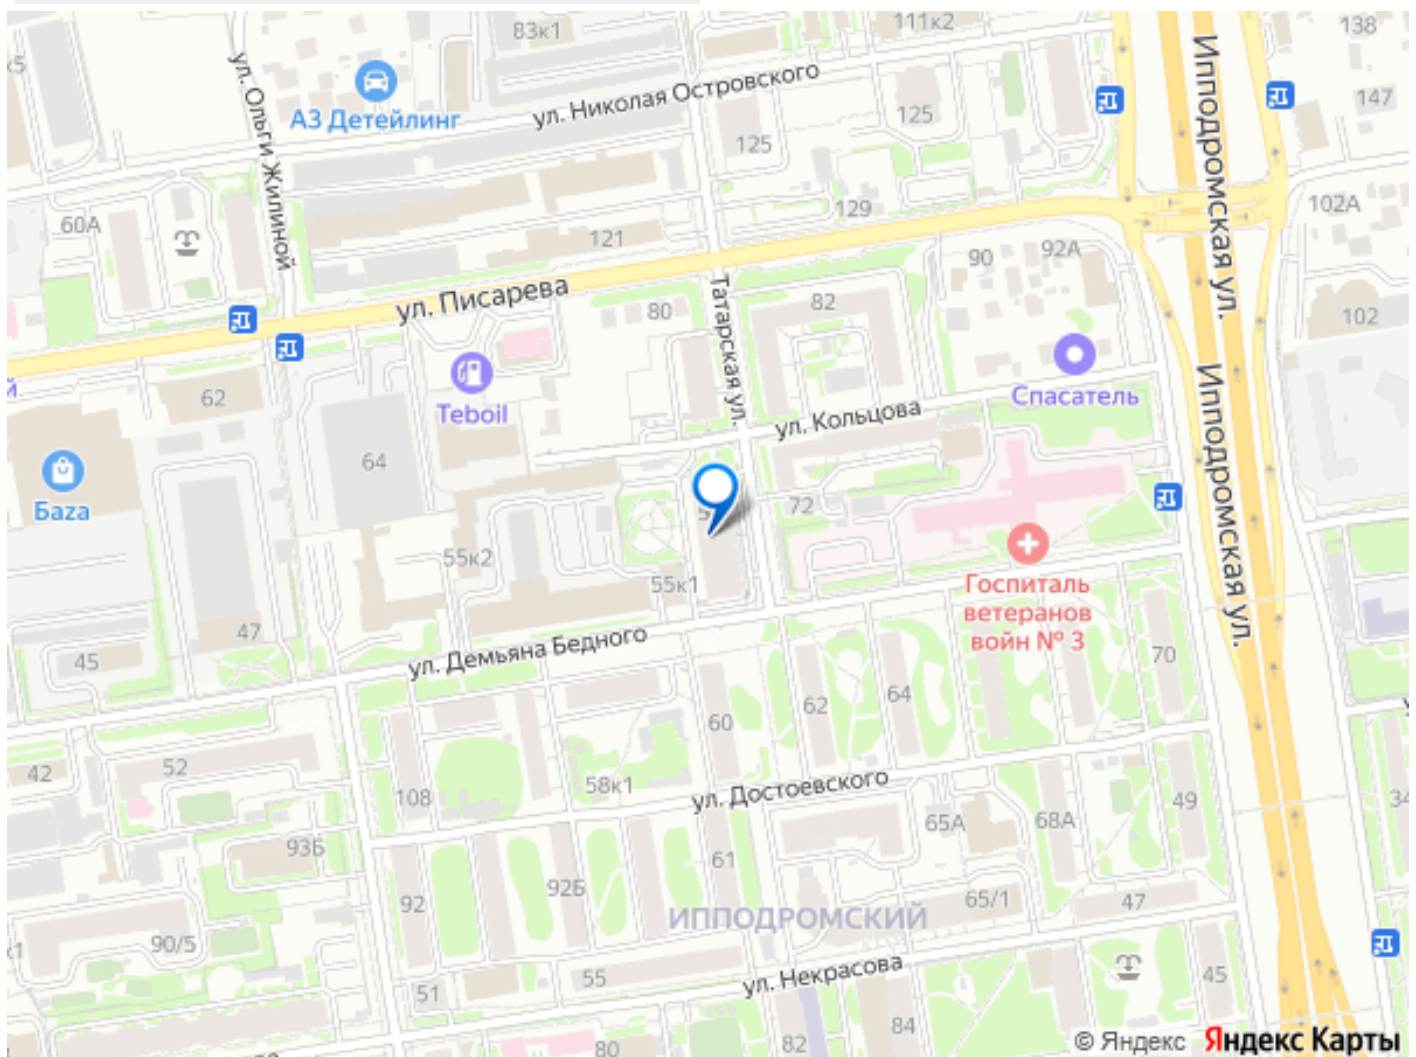 83к1
111к2
138
ул. Ольги Жилиной
А3 Детейлинг
ул. Николая Островского
125
125
147
Ипподромская ул.
60А
121
129
102А
90
92А
ул. Писарева
80
82
102
Татарская ул.
Teboil
Спасатель
62
ул. Кольцова
Ипподромская ул.
64
Баzа
72
55к2
55к1
Госпиталь
ветеранов
войн № 3
47
45
ул. Демьяна Бедного
70
60
62
64
42
52
58к1
108
ул. Достоевского
65А
68А
49
93Б
61
92
92Б
65/1
47
ИППОДРОМСКИЙ
90/5
55
51
ул. Некрасова
45
84
82
80
© Яндекс Яндекс Карты